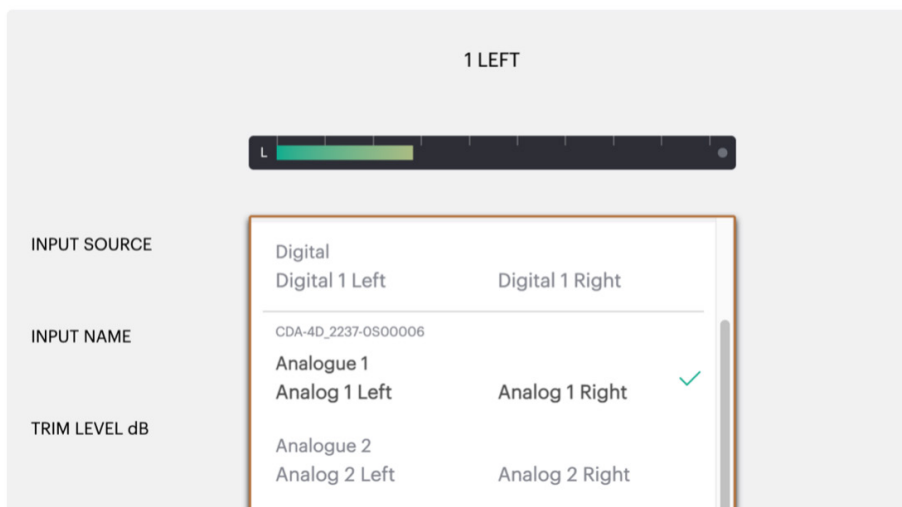 1 LEFT
L
INPUT SOURCE
Digital
Digital 1 Left Digital 1 Right
INPUT NAME
CDA-4D_2237-0S00006
Analogue 1
Analog 1 Left Analog 1 Right
TRIM LEVEL dB
Analogue 2
Analog 2 Left Analog 2 Right